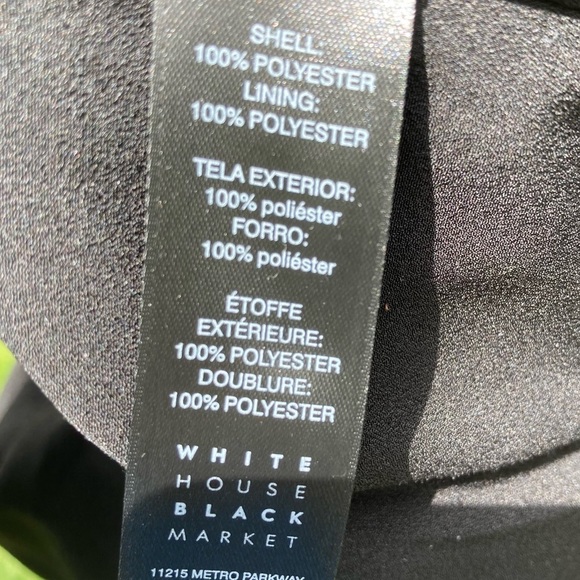 SHELL:
100% POLYESTER
LINING:
100% POLYESTER
TELA EXTERIOR:
100% poliéster
FORRO:
100% poliéster
ÉTOFFE
EXTÉRIEURE:
100% POLYESTER
DOUBLURE:
100% POLYESTER
WHITE
HOUSE
BLACK
MARKET
11215 METRO PARKWAY